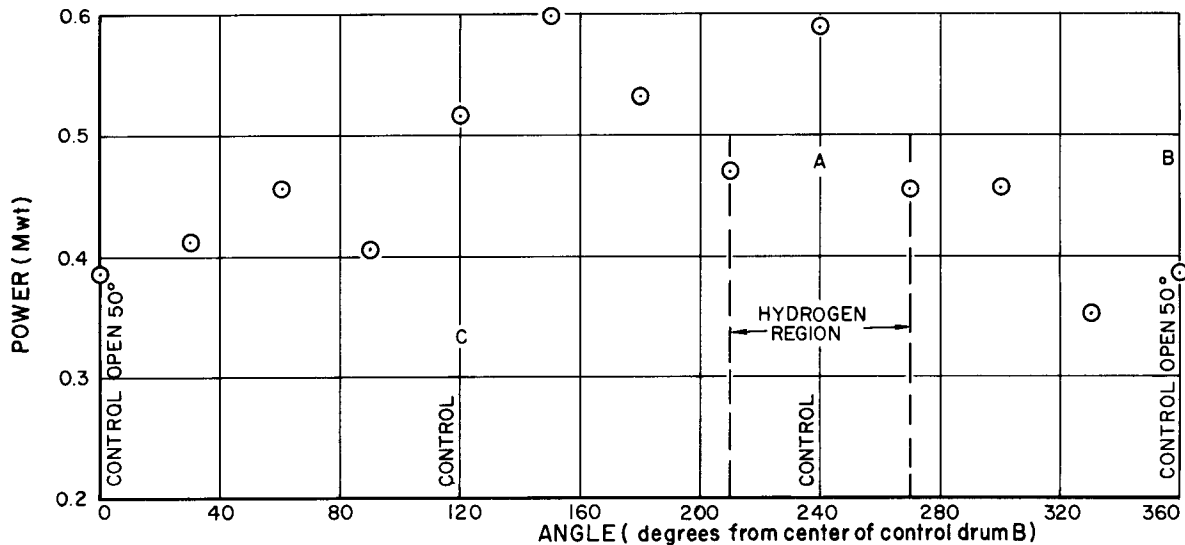 0.6
0.5
0.4
0.3
0.2
POWER (Mwt)
CONTROL OPEN 50°
C
CONTROL
HYDROGEN
REGION
A
CONTROL
B
CONTROL OPEN 50°
0 40 80 120 160 200 240 280 320 360
ANGLE ( degrees from center of control drum B )